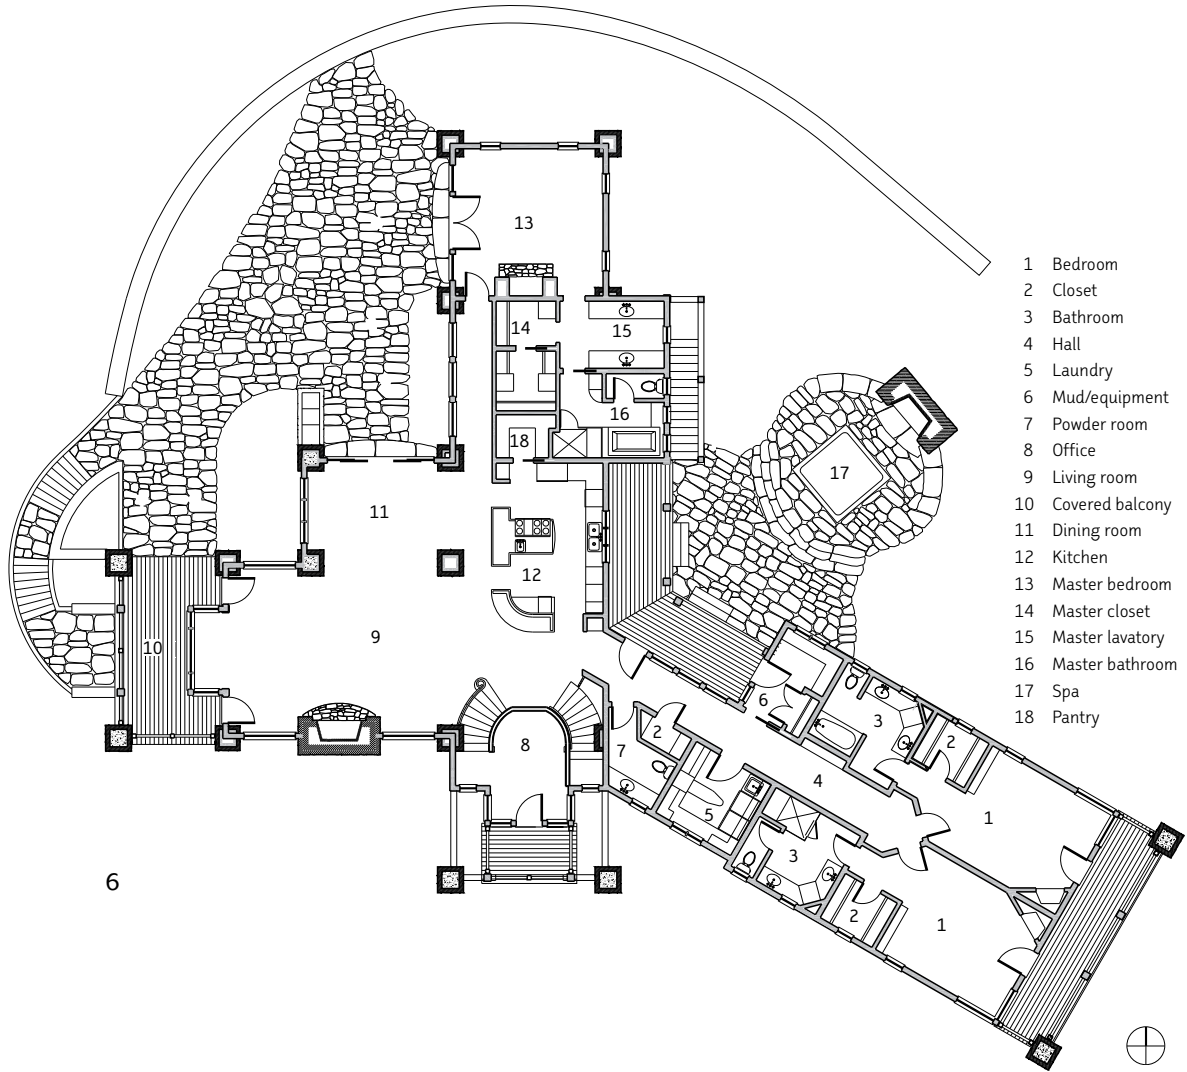 13
14
15
16
18
17
11
12
10
9
8
7
2
6
3
2
4
5
3
1
2
1
6
1 Bedroom
2 Closet
3 Bathroom
4 Hall
5 Laundry
6 Mud/equipment
7 Powder room
8 Office
9 Living room
10 Covered balcony
11 Dining room
12 Kitchen
13 Master bedroom
14 Master closet
15 Master lavatory
16 Master bathroom
17 Spa
18 Pantry